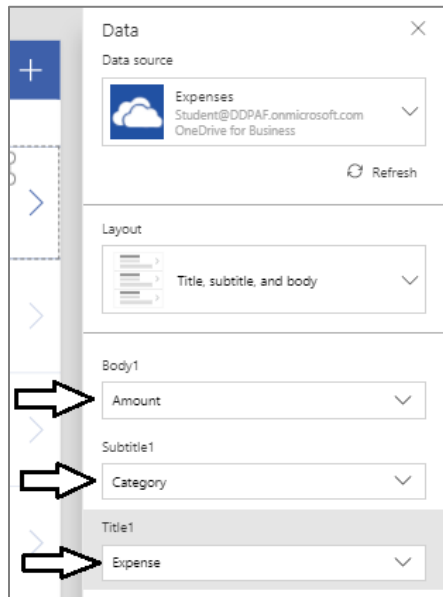 Data
Data source
Expenses
Student@DDPAF.onmicrosoft.com
OneDrive for Business
Refresh
Layout
Title, subtitle, and body
Body1
Amount
Subtitle1
Category
Title1
Expense